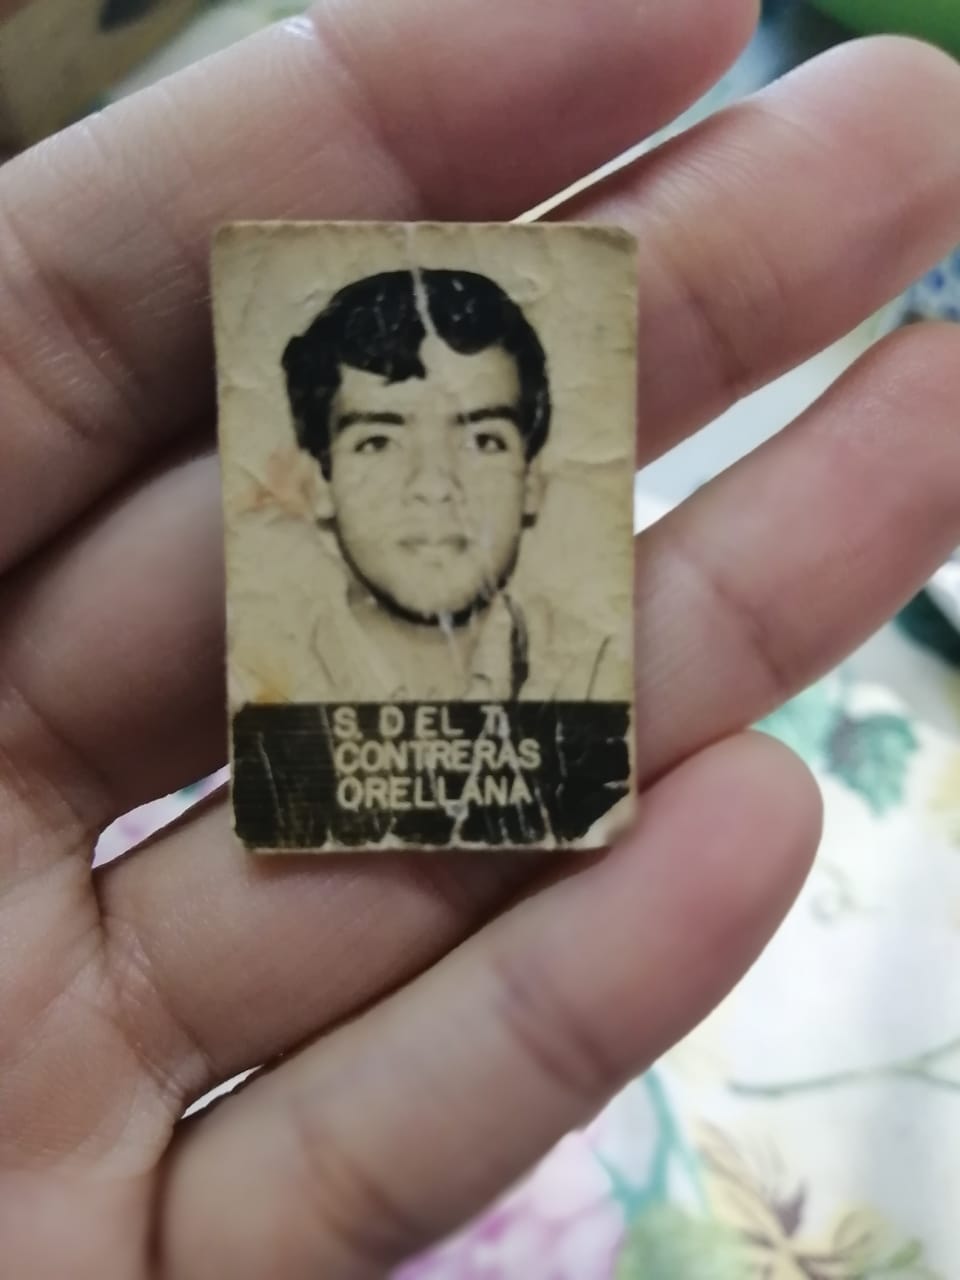 S. DEL T.
CONTRERAS
ORELLANA